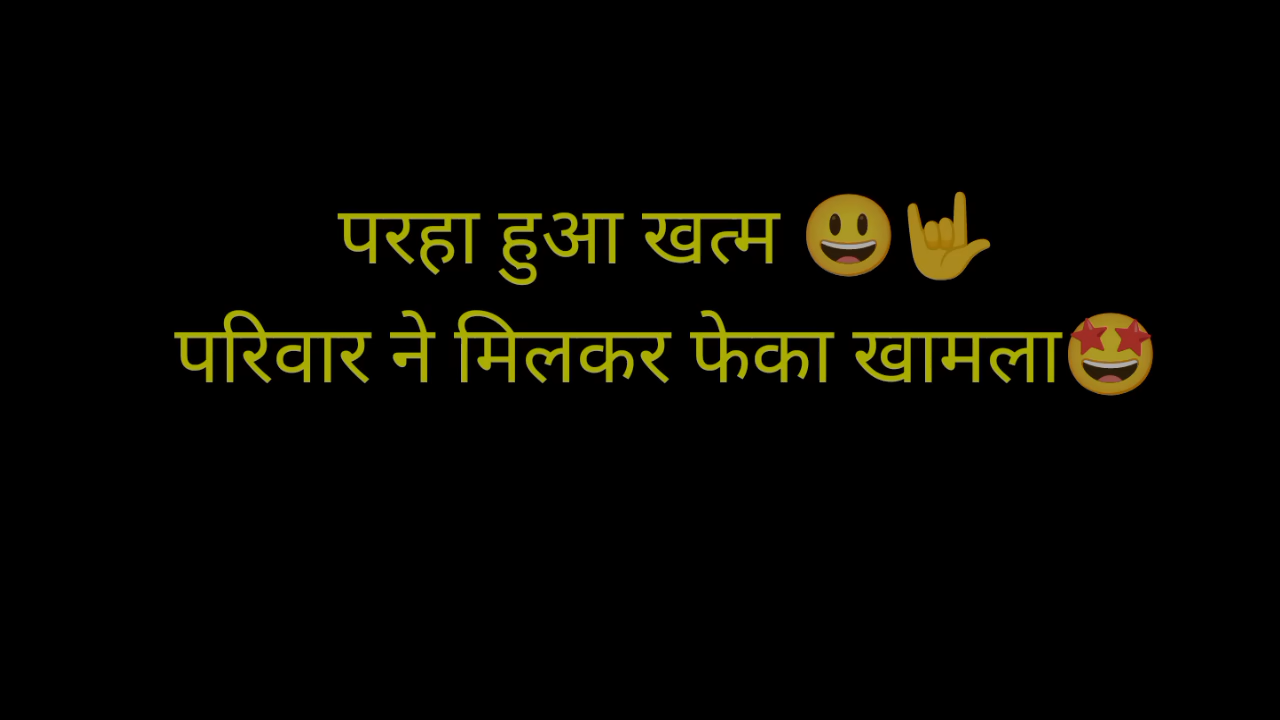 परहा हुआ खत्म 😃🤟
परिवार ने मिलकर फेका खामला🤩